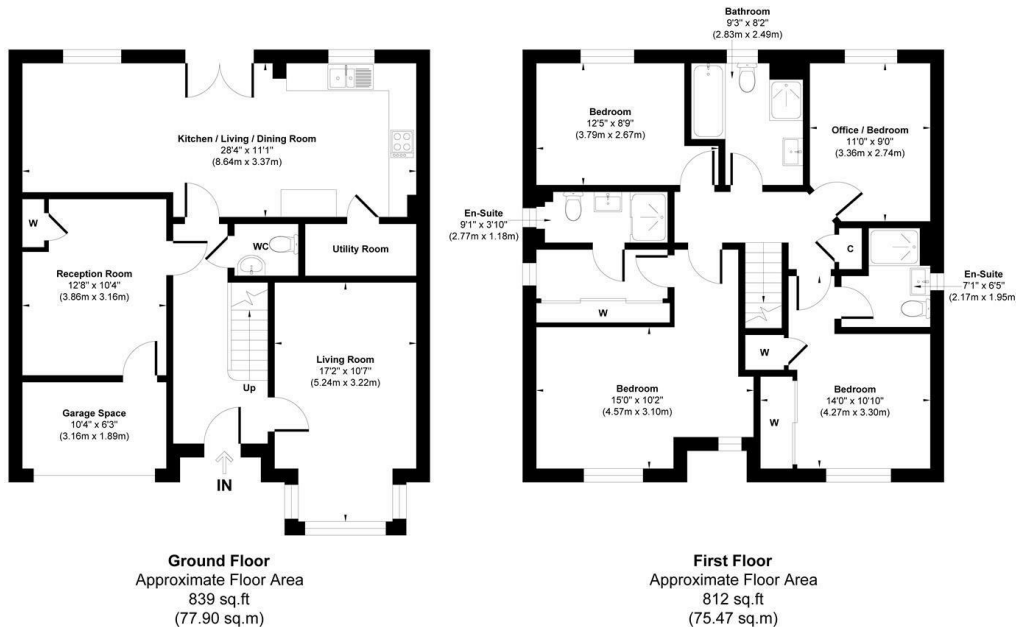 Kitchen / Living / Dining Room
28'4" x 11'1"
(8.64m x 3.37m)
W
WC
Utility Room
Reception Room
12'8" x 10'4"
(3.86m x 3.16m)
Living Room
17'2" x 10'7"
(5.24m x 3.22m)
Up
Garage Space
10'4" x 6'3"
(3.16m x 1.89m)
IN
Ground Floor
Approximate Floor Area
839 sq.ft
(77.90 sq.m)
Bathroom
9'3" x 8'2"
(2.83m x 2.49m)
Bedroom
12'5" x 8'9"
(3.79m x 2.67m)
Office / Bedroom
11'0" x 9'0"
(3.36m x 2.74m)
En-Suite
9'1" x 3'10"
(2.77m x 1.18m)
C
En-Suite
7'1" x 6'5"
(2.17m x 1.95m
W
W
Bedroom
15'0" x 10'2"
(4.57m x 3.10m)
Bedroom
14'0" x 10'10"
(4.27m x 3.30m)
W
First Floor
Approximate Floor Area
812 sq.ft
(75.47 sq.m)